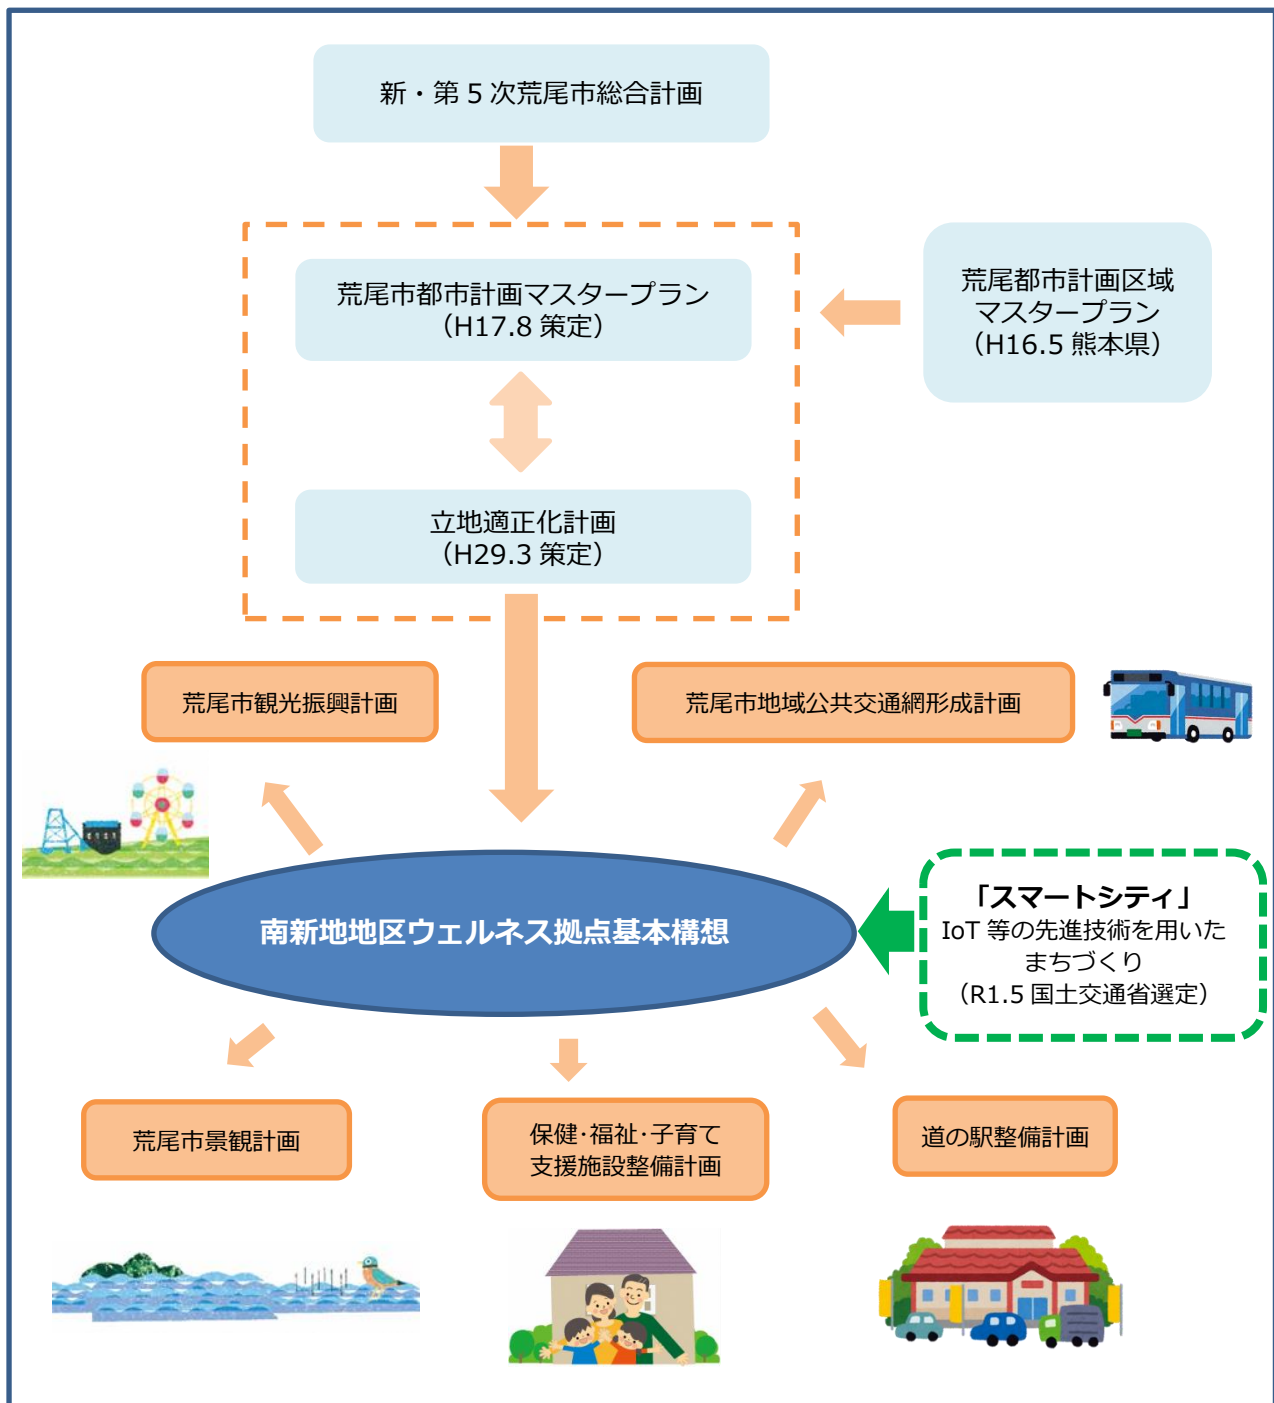 新・第5次荒尾市総合計画
荒尾市都市計画マスタープラン
（H17.8 策定）
荒尾都市計画区域
マスタープラン
（H16.5 熊本県）
立地適正化計画
（H29.3 策定）
荒尾市観光振興計画
荒尾市地域公共交通網形成計画
南新地地区ウェルネス拠点基本構想
「スマートシティ」
IoT 等の先進技術を用いた
まちづくり
（R1.5 国土交通省選定）
荒尾市景観計画
保健・福祉・子育て
支援施設整備計画
道の駅整備計画